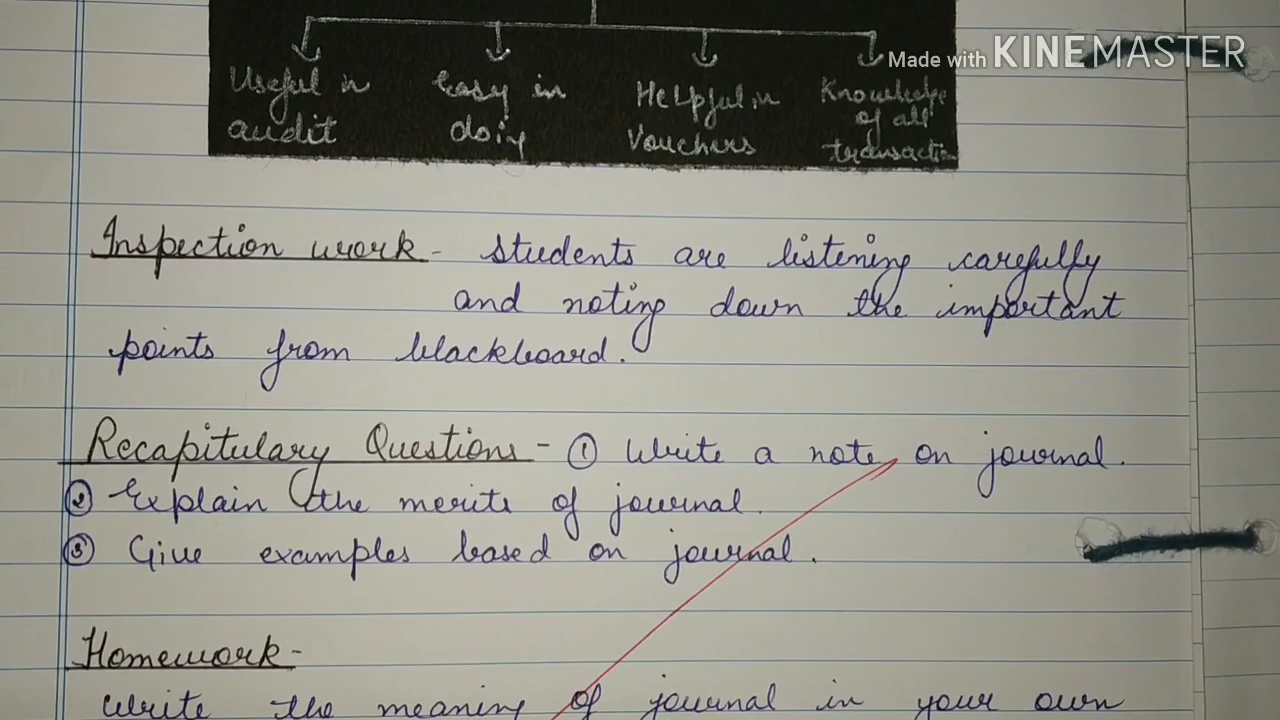 Made with KINEMASTER
Useful in
audit
Easy in
doing
Helpful in
Vouchers
Knowledge
of all
transaction
Inspection work - students are listening carefully
and noting down the important
points from blackboard.
Recapitulary Questions - ① Write a note on journal.
② Explain the merits of journal.
③ Give examples based on journal.
Homework -
Write the meaning of journal in your own